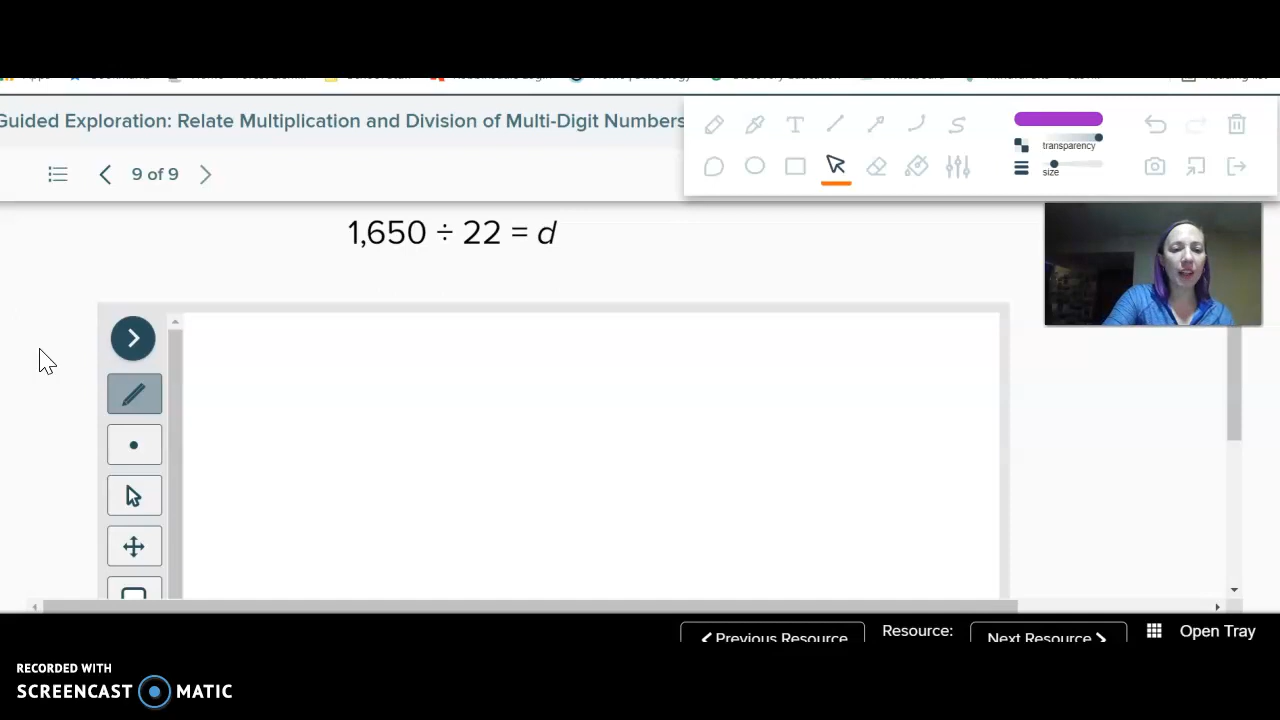 Guided Exploration: Relate Multiplication and Division of Multi-Digit Numbers
transparency
size
9 of 9
1,650 ÷ 22 = d
Previous Resource
Resource:
Next Resource
Open Tray
RECORDED WITH
SCREENCAST MATIC